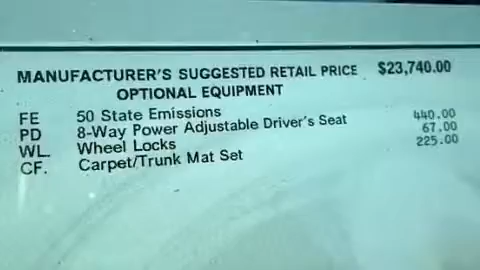 MANUFACTURER'S SUGGESTED RETAIL PRICE $23,740.00
OPTIONAL EQUIPMENT
FE 50 State Emissions
PD 8-Way Power Adjustable Driver's Seat 440.00
WL. Wheel Locks 67.00
CF. Carpet/Trunk Mat Set 225.00